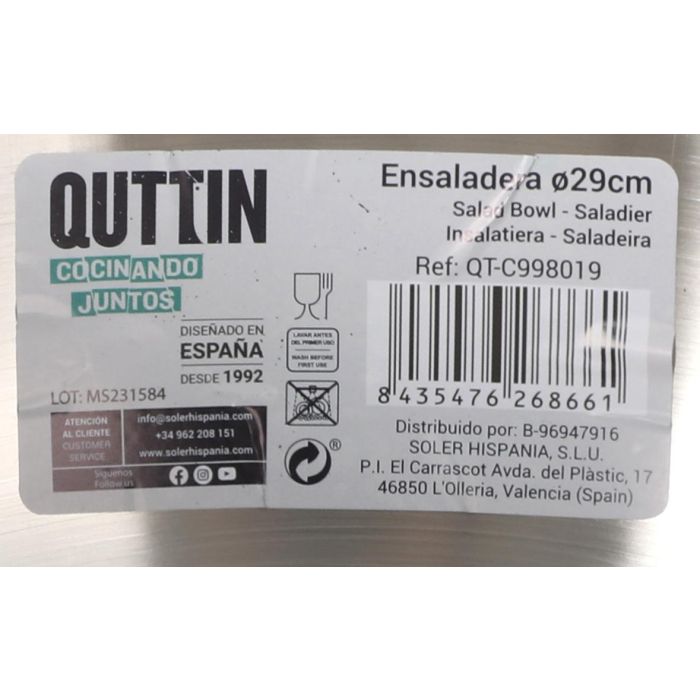 QUTTIN
COCINANDO
JUNTOS
DISEÑADO EN
ESPAÑA
DESDE 1992
LOT: MS231584
ATENCIÓN
AL CLIENTE
CUSTOMER
SERVICE
info@solerhispania.com
+34 962 208 151
www.solerhispania.com
Síguenos
Follow us
LAVAR ANTES
DEL PRIMER USO
WASH BEFORE
FIRST USE
®
Ensaladera ø29cm
Salad Bowl - Saladier
Insalatiera - Saladeira
Ref: QT-C998019
8 435476 268661
Distribuido por: B-96947916
SOLER HISPANIA, S.L.U.
P.I. El Carrascot Avda. del Plàstic, 17
46850 L'Olleria, Valencia (Spain)